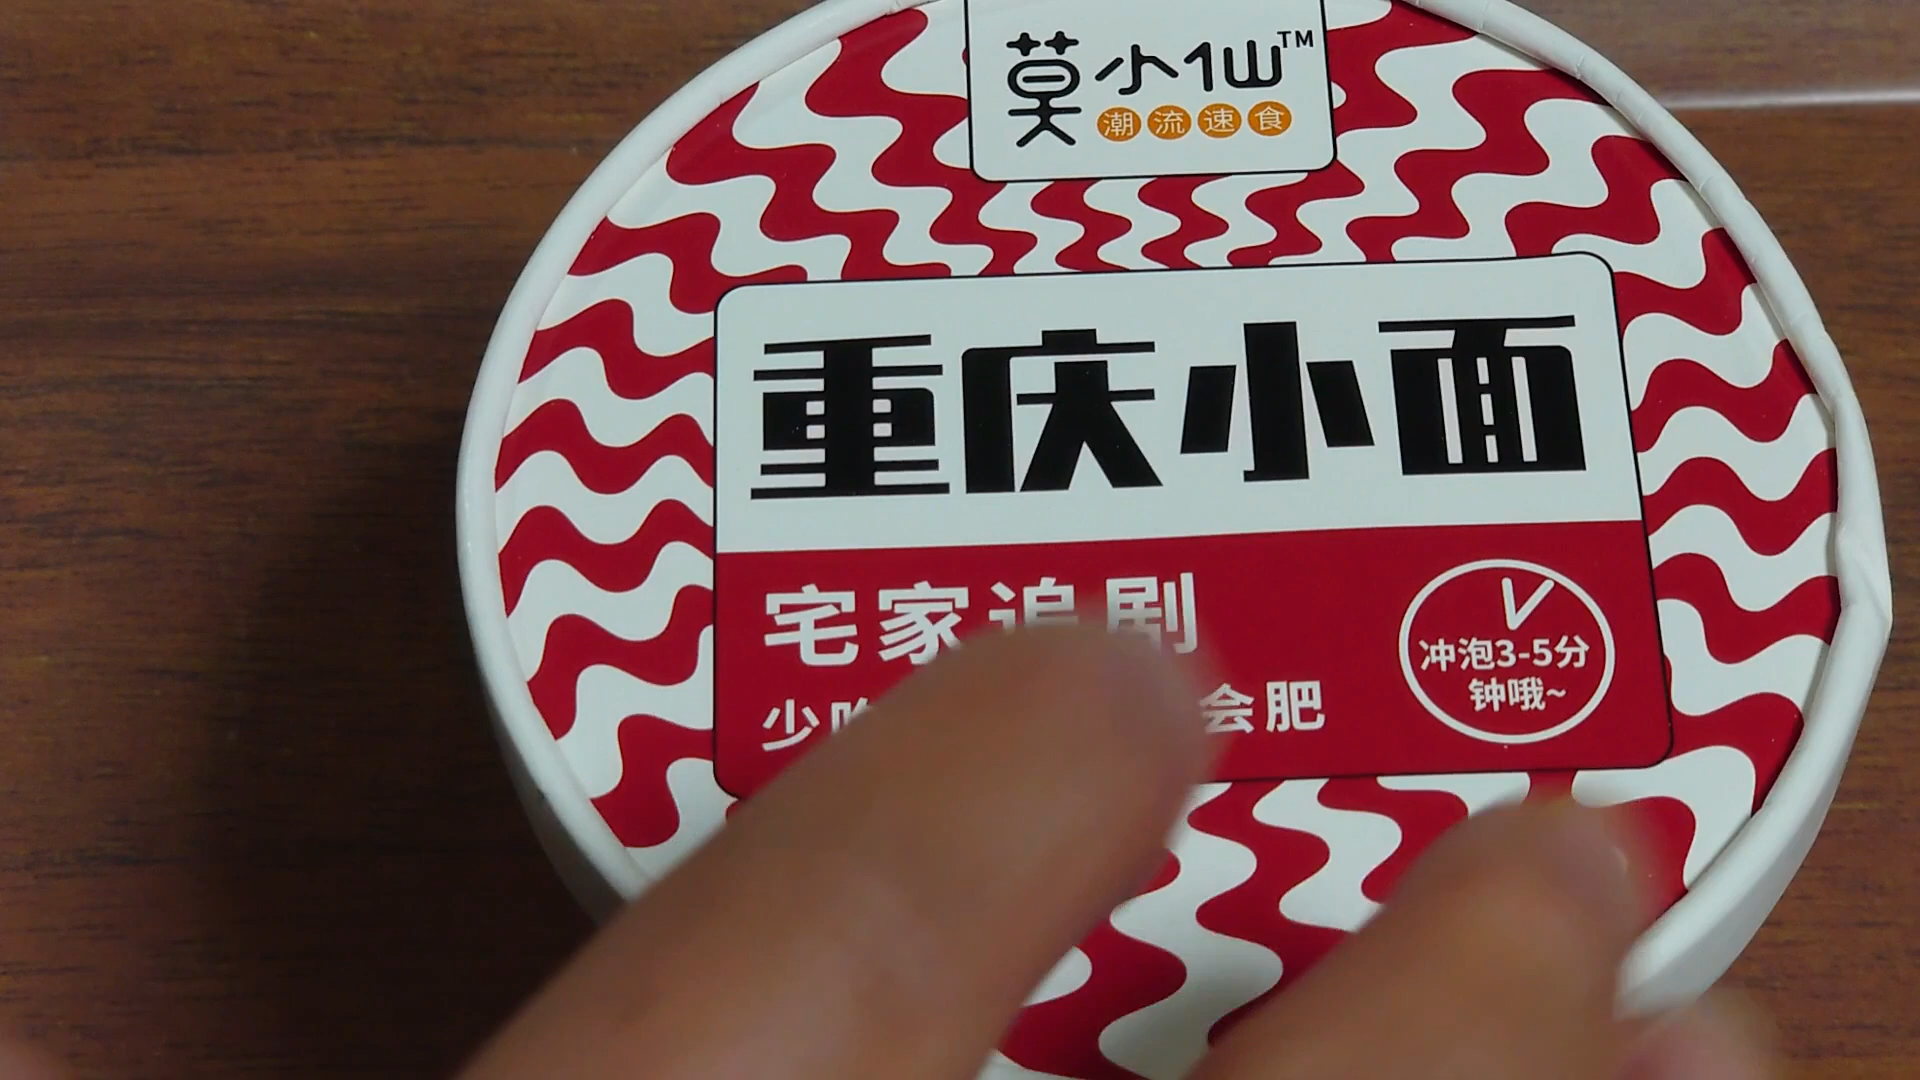 莫小仙™
潮流速食
重庆小面
宅家追剧
少吃
会肥
冲泡3-5分
钟哦~